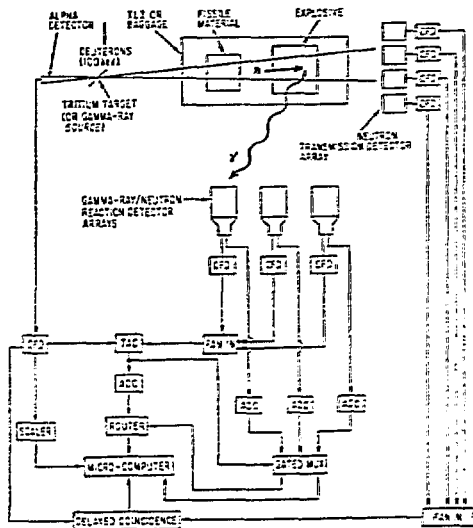 ALPHA
DETECTOR
DEUTERONS
TRITIUM TARGET
(OR GAMMA-RAY
SOURCE)
BAGGAGE
FISSILE
MATERIAL
EXPLOSIVE
n
γ
CFD
CFD
CFD
CFD
NEUTRON
TRANSMISSION DETECTOR
ARRAY
GAMMA-RAY/NEUTRON
REACTION DETECTOR
ARRAYS
CFD
CFD
CFD
CFD
TAC
FAN IN
ADC
ADC
ADC
ADC
SCALER
ROUTER
MICRO-COMPUTER
GATED MUX
DELAYED COINCIDENCE
FAN IN